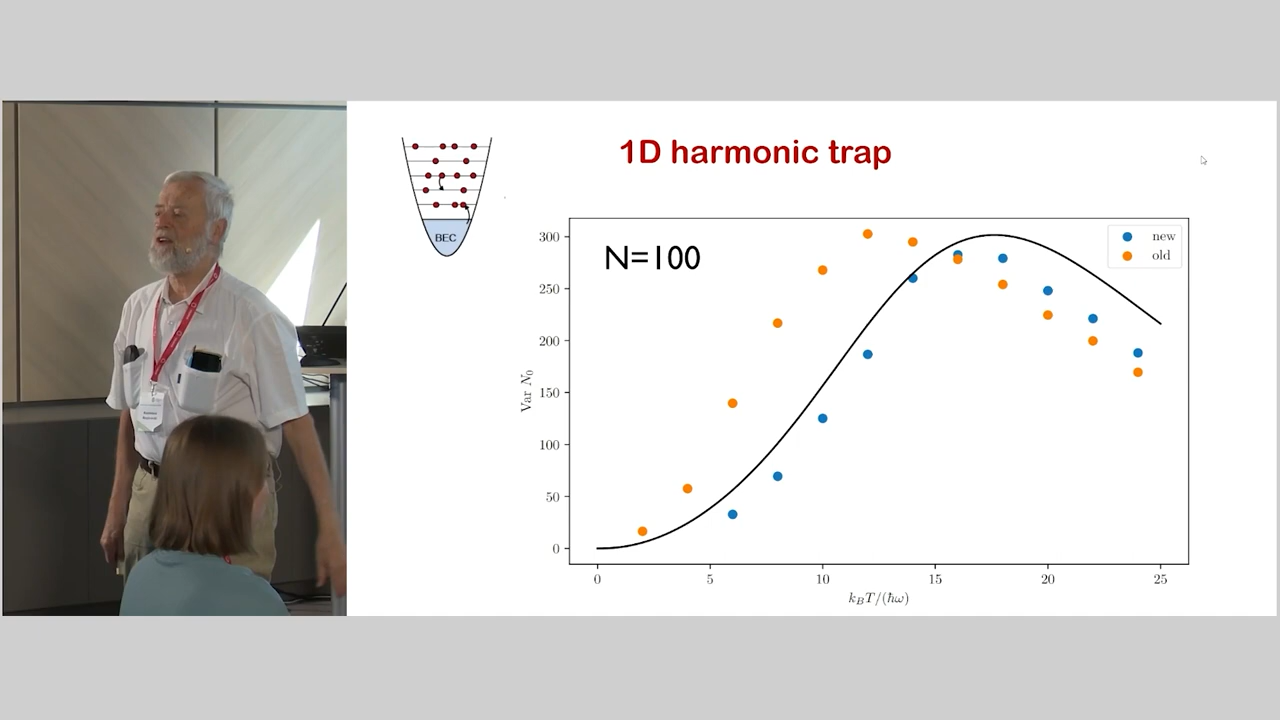 1D harmonic trap
BEC
N=100
new
old
300
250
200
150
100
50
0
Var N₀
0 5 10 15 20 25
k_BT/(ħω)